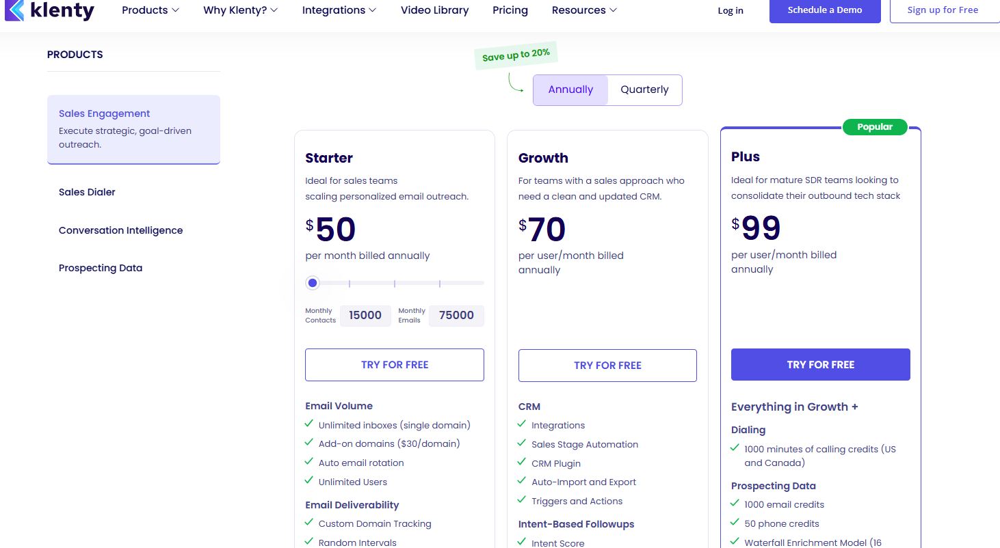 klenty
Products
Why Klenty?
Integrations
Video Library
Pricing
Resources
Log in
Schedule a Demo
Sign up for Free
PRODUCTS
Sales Engagement
Execute strategic, goal-driven
outreach.
Sales Dialer
Conversation Intelligence
Prospecting Data
Save up to 20%
Annually
Quarterly
Starter
Ideal for sales teams
scaling personalized email outreach.
$50
per month billed annually
Monthly
Contacts
15000
Monthly
Emails
75000
TRY FOR FREE
Email Volume
Unlimited inboxes (single domain)
Add-on domains ($30/domain)
Auto email rotation
Unlimited Users
Email Deliverability
Custom Domain Tracking
Random Intervals
Growth
For teams with a sales approach who
need a clean and updated CRM.
$70
per user/month billed
annually
TRY FOR FREE
CRM
Integrations
Sales Stage Automation
CRM Plugin
Auto-Import and Export
Triggers and Actions
Intent-Based Followups
Intent Score
Popular
Plus
Ideal for mature SDR teams looking to
consolidate their outbound tech stack
$99
per user/month billed
annually
TRY FOR FREE
Everything in Growth +
Dialing
1000 minutes of calling credits (US
and Canada)
Prospecting Data
1000 email credits
50 phone credits
Waterfall Enrichment Model (16